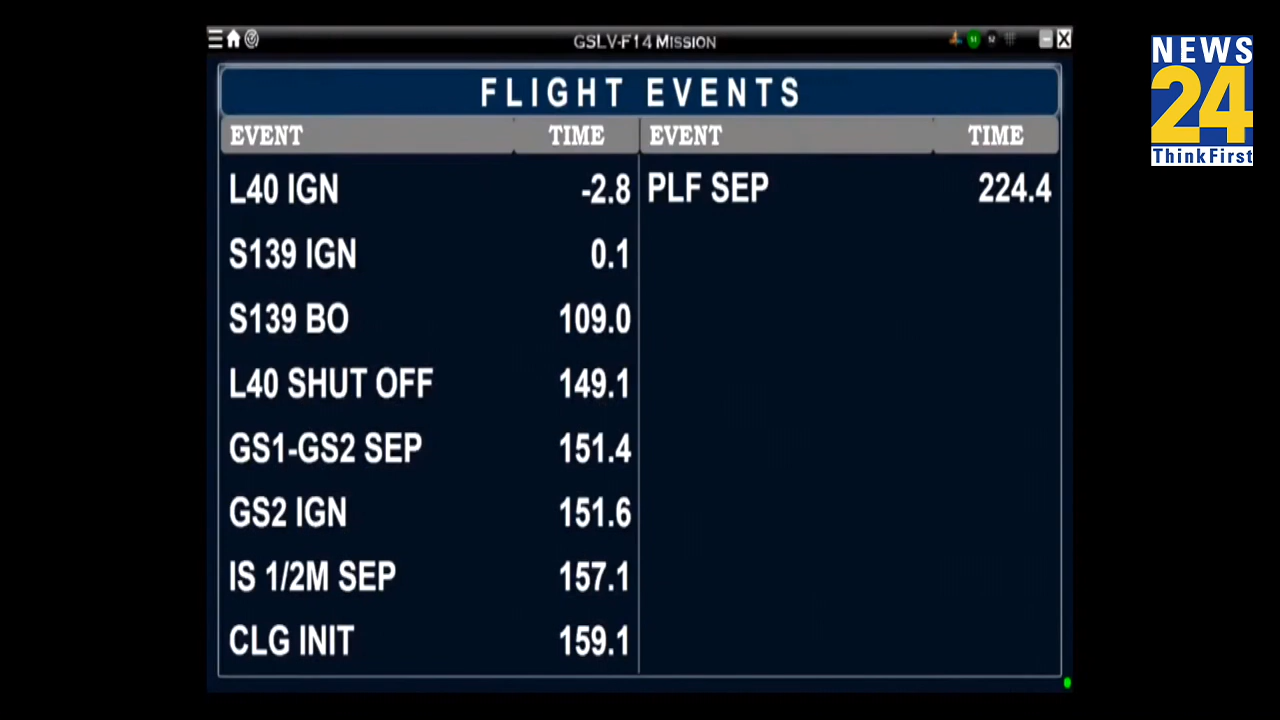 GSLV-F14 MISSION
NEWS
24
ThinkFirst
FLIGHT EVENTS
EVENT TIME EVENT TIME
L40 IGN -2.8 PLF SEP 224.4
S139 IGN 0.1
S139 BO 109.0
L40 SHUT OFF 149.1
GS1-GS2 SEP 151.4
GS2 IGN 151.6
IS 1/2M SEP 157.1
CLG INIT 159.1